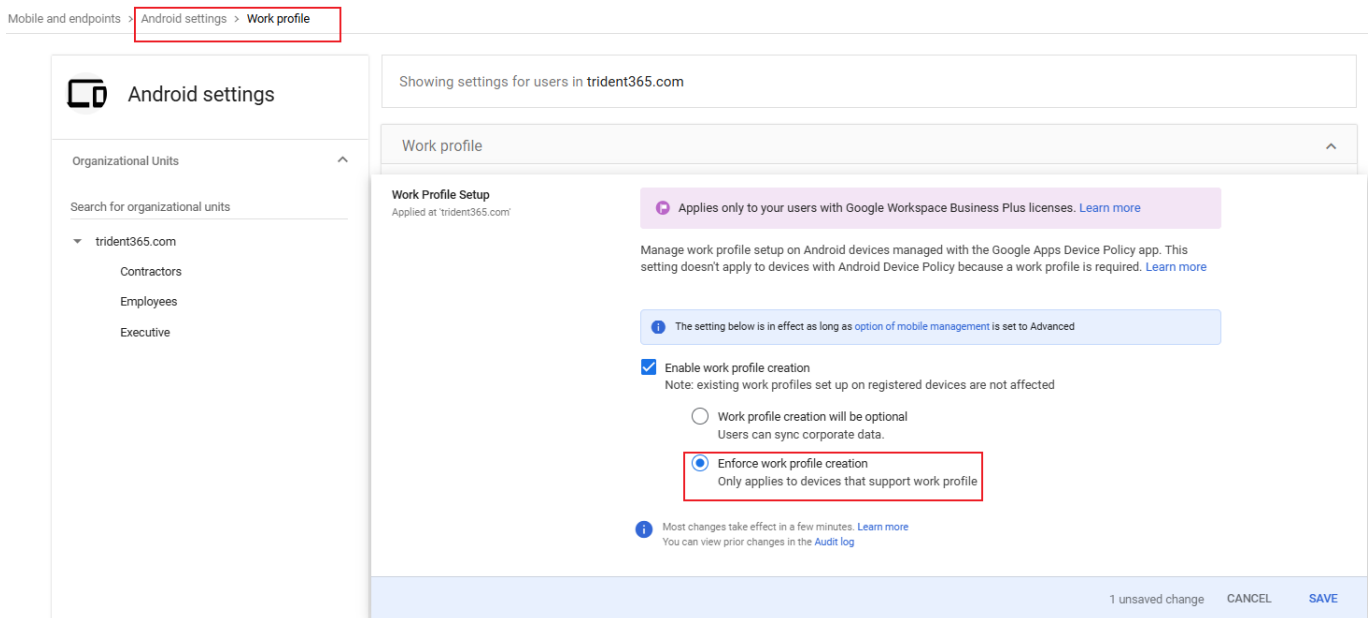 Mobile and endpoints > Android settings > Work profile
Android settings
Showing settings for users in trident365.com
Organizational Units
Search for organizational units
trident365.com
Contractors
Employees
Executive
Work profile
Work Profile Setup
Applied at 'trident365.com'
Applies only to your users with Google Workspace Business Plus licenses. Learn more
Manage work profile setup on Android devices managed with the Google Apps Device Policy app. This
setting doesn't apply to devices with Android Device Policy because a work profile is required. Learn more
The setting below is in effect as long as option of mobile management is set to Advanced
Enable work profile creation
Note: existing work profiles set up on registered devices are not affected
Work profile creation will be optional
Users can sync corporate data.
Enforce work profile creation
Only applies to devices that support work profile
Most changes take effect in a few minutes. Learn more
You can view prior changes in the Audit log
1 unsaved change CANCEL SAVE